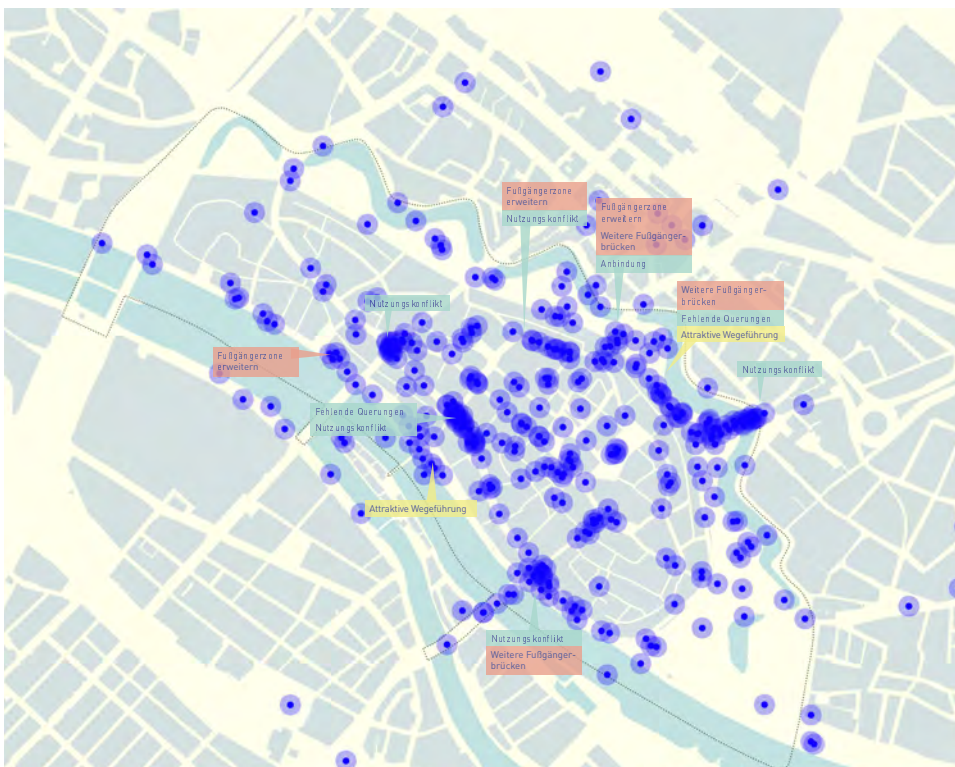 Fußgängerzone
erweitern
Nutzungskonflikt
Fußgängerzone
erweitern
Weitere Fußgänger-
brücken
Anbindung
Weitere Fußgänger-
brücken
Fehlende Querungen
Attraktive Wegeführung
Nutzungskonflikt
Fußgängerzone
erweitern
Nutzungskonflikt
Fehlende Querungen
Nutzungskonflikt
Attraktive Wegeführung
Nutzungskonflikt
Weitere Fußgänger-
brücken